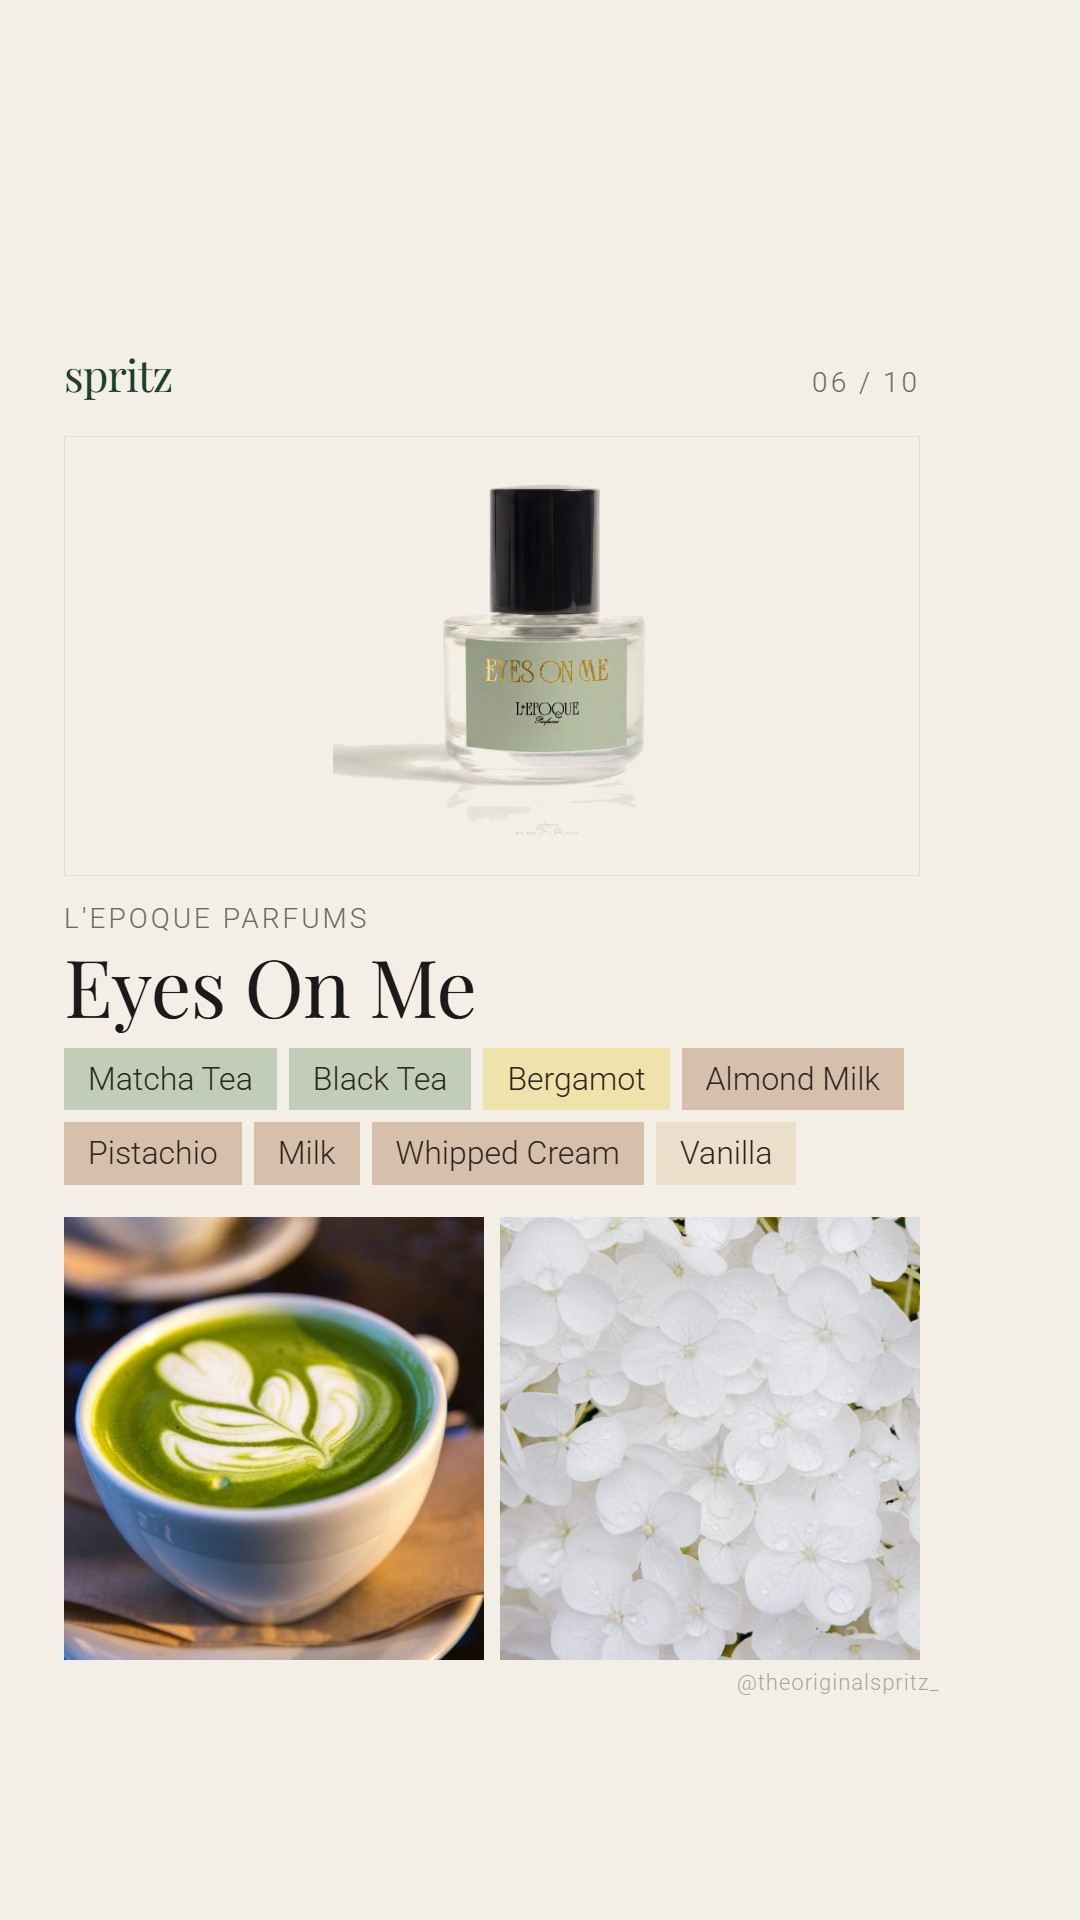 spritz
06 / 10
EYES ON ME
L'EPOQUE
Parfums
L'EPOQUE PARFUMS
Eyes On Me
Matcha Tea
Black Tea
Bergamot
Almond Milk
Pistachio
Milk
Whipped Cream
Vanilla
@theoriginalspritz_